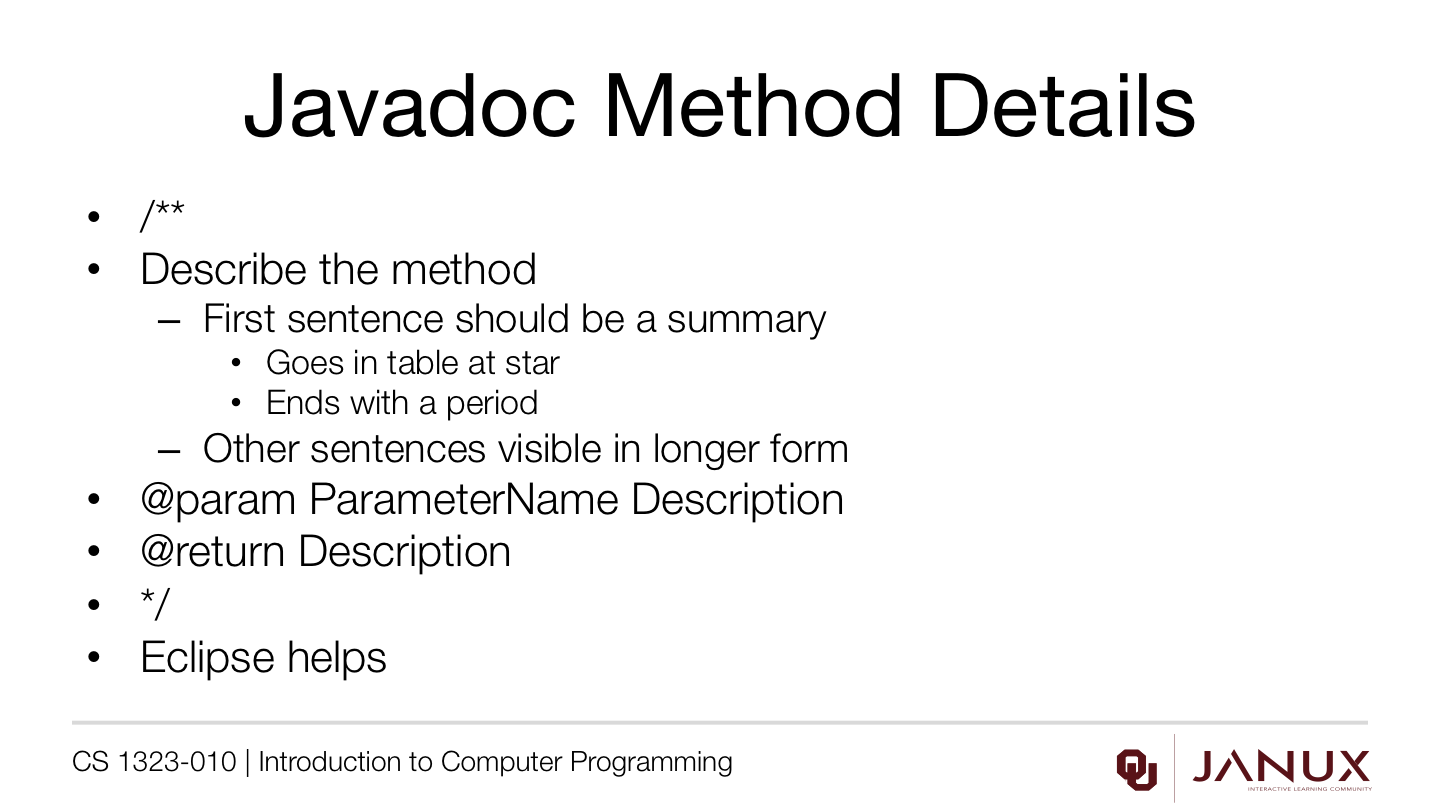 Javadoc Method Details
• /**
• Describe the method
– First sentence should be a summary
• Goes in table at star
• Ends with a period
– Other sentences visible in longer form
• @param ParameterName Description
• @return Description
• */
• Eclipse helps
CS 1323-010 | Introduction to Computer Programming
OU JANUX
INTERACTIVE LEARNING COMMUNITY